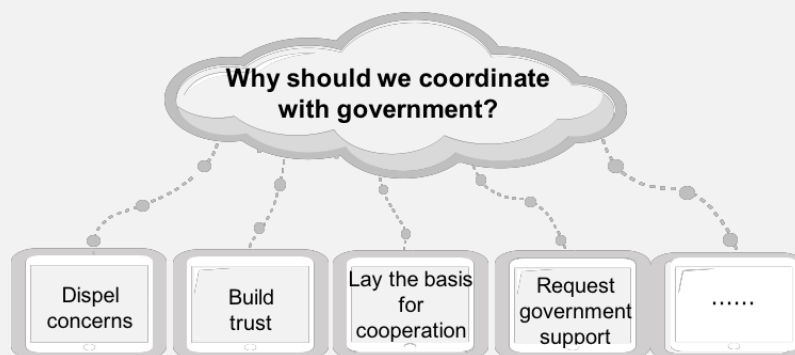 Why should we coordinate
with government?
Dispel
concerns
Build
trust
Lay the basis
for
cooperation
Request
government
support
......